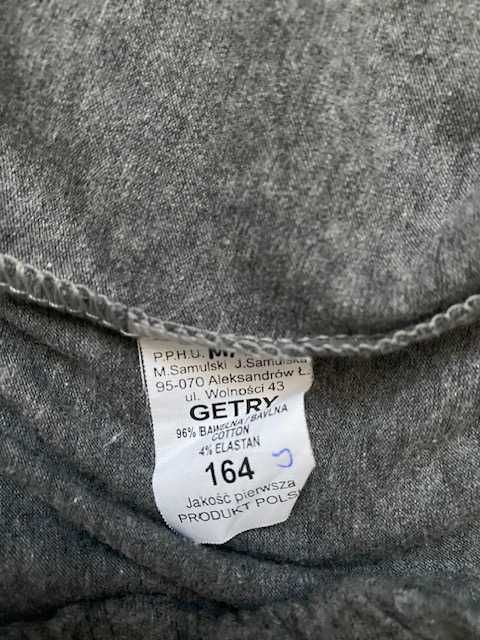 P.P.H.U.
M.Samulski J.Samulska
95-070 Aleksandrów Ł.
ul. Wolności 43
GETRY
96% BAWEŁNA/BAVLNA
COTTON
4% ELASTAN
164
Jakość pierwsza
PRODUKT POLSK